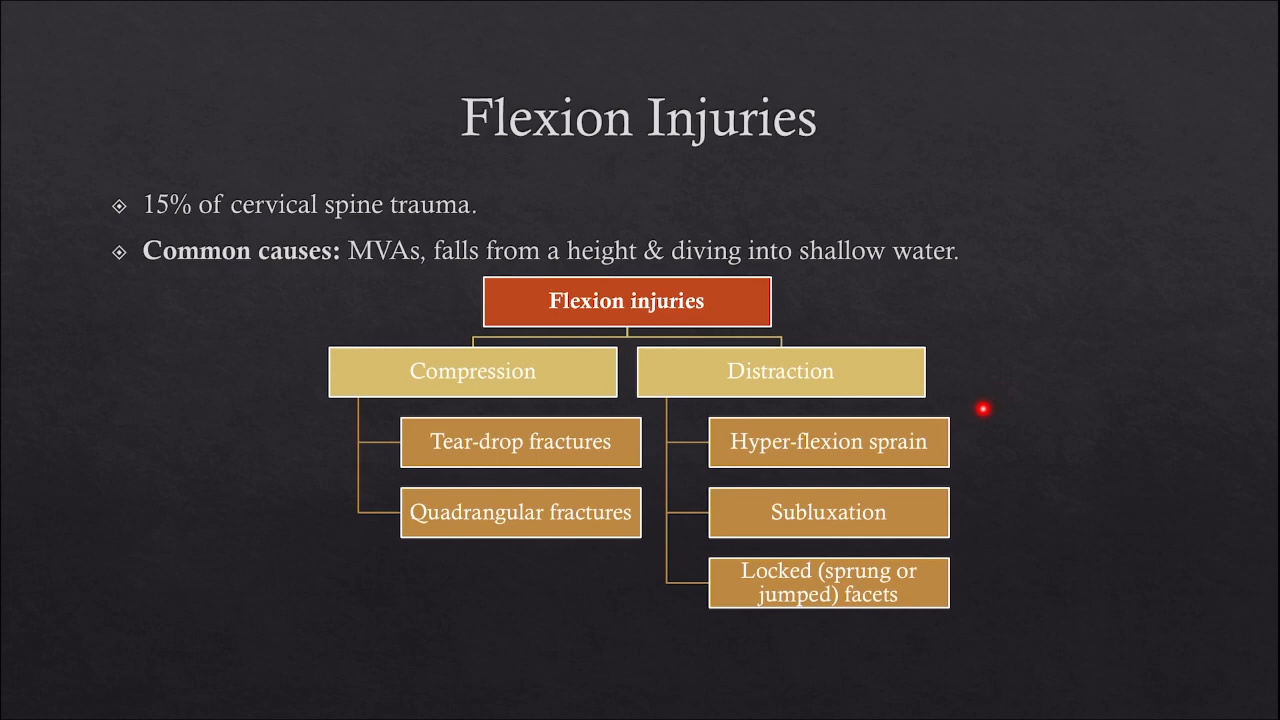 Flexion Injuries
15% of cervical spine trauma.
Common causes: MVAs, falls from a height & diving into shallow water.
Flexion injuries
Compression
Tear-drop fractures
Quadrangular fractures
Distraction
Hyper-flexion sprain
Subluxation
Locked (sprung or
jumped) facets